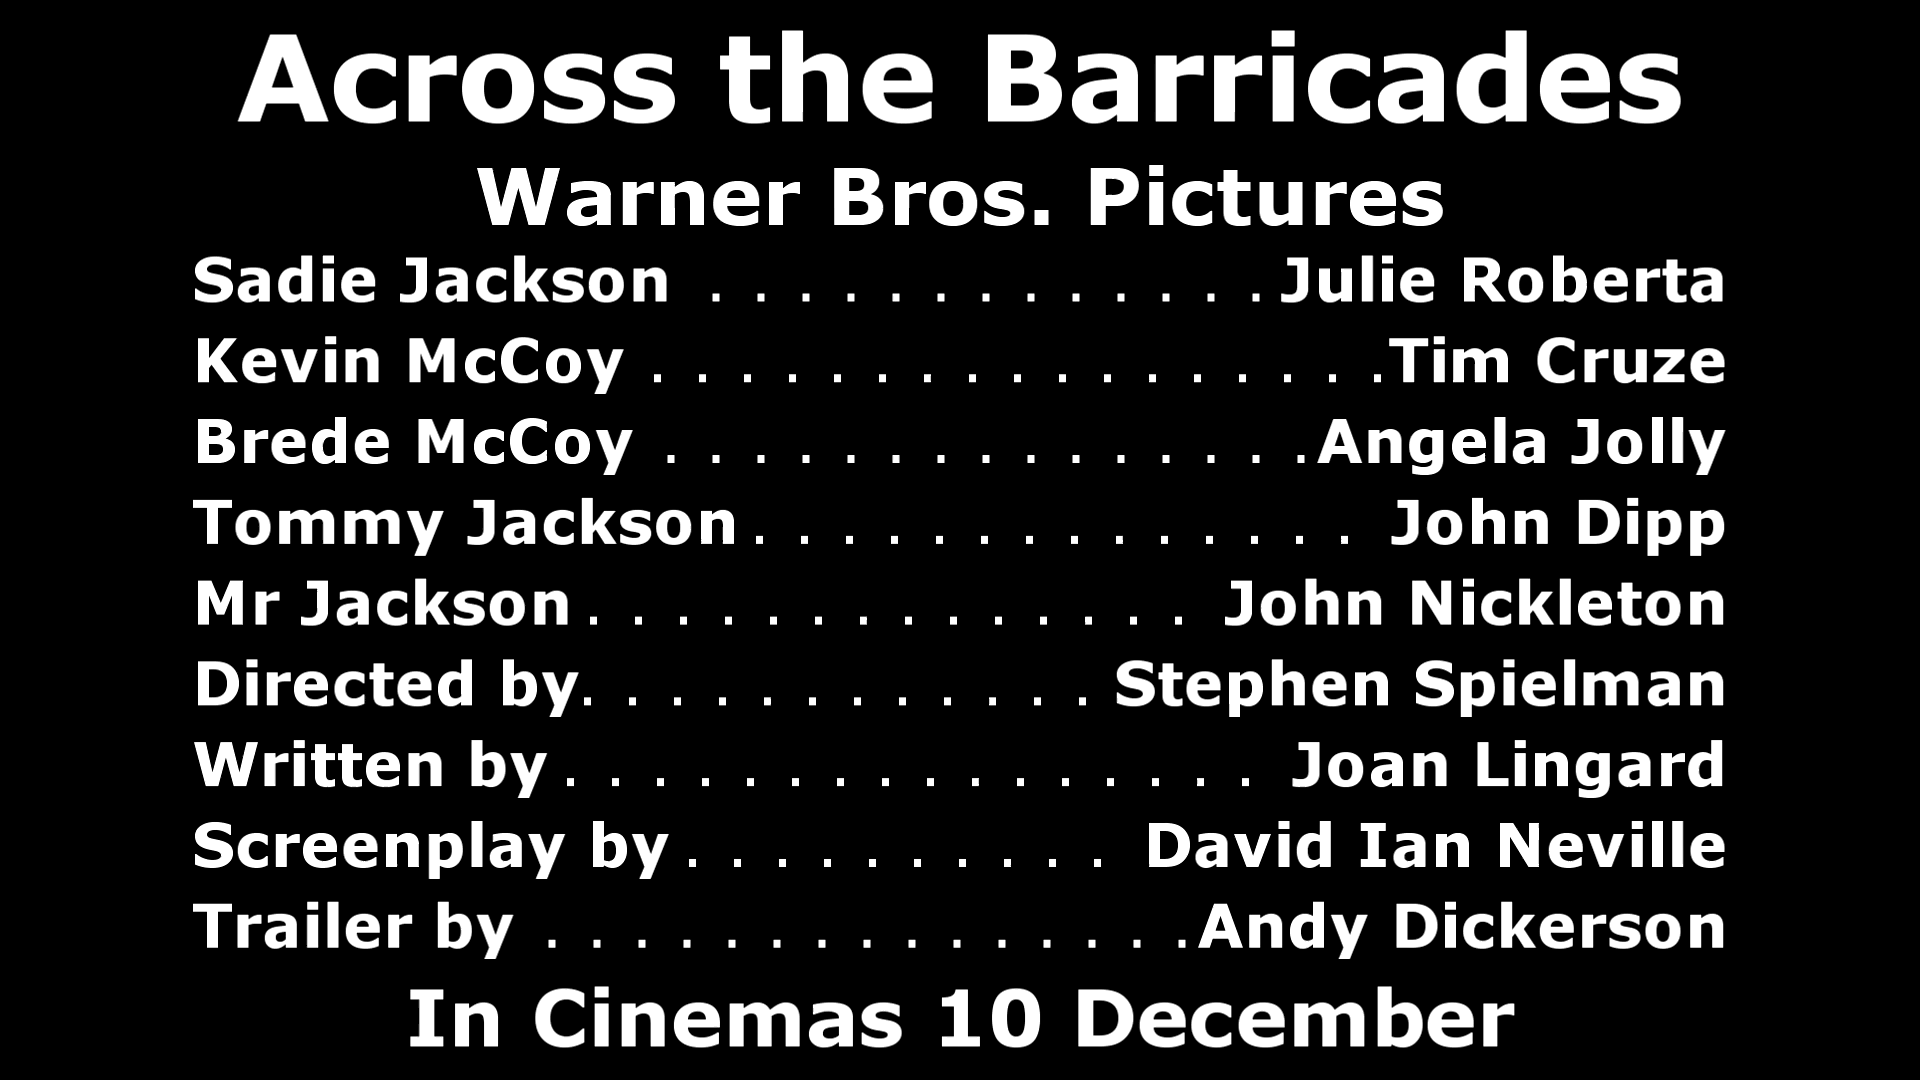 Across the Barricades
Warner Bros. Pictures
Sadie Jackson . . . . . . . . . . . . . Julie Roberta
Kevin McCoy . . . . . . . . . . . . . . . . . Tim Cruze
Brede McCoy . . . . . . . . . . . . . . . Angela Jolly
Tommy Jackson . . . . . . . . . . . . . . John Dipp
Mr Jackson . . . . . . . . . . . . . . John Nickleton
Directed by. . . . . . . . . . . . Stephen Spielman
Written by . . . . . . . . . . . . . . . . Joan Lingard
Screenplay by . . . . . . . . . . David Ian Neville
Trailer by . . . . . . . . . . . . . . . Andy Dickerson
In Cinemas 10 December